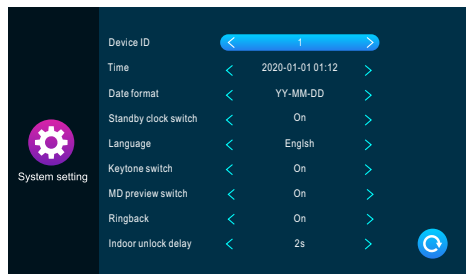 Device ID 1
Time 2020-01-01 01:12
Date format YY-MM-DD
Standby clock switch On
Language Englsh
Keytone switch On
System setting
MD preview switch On
Ringback On
Indoor unlock delay 2s